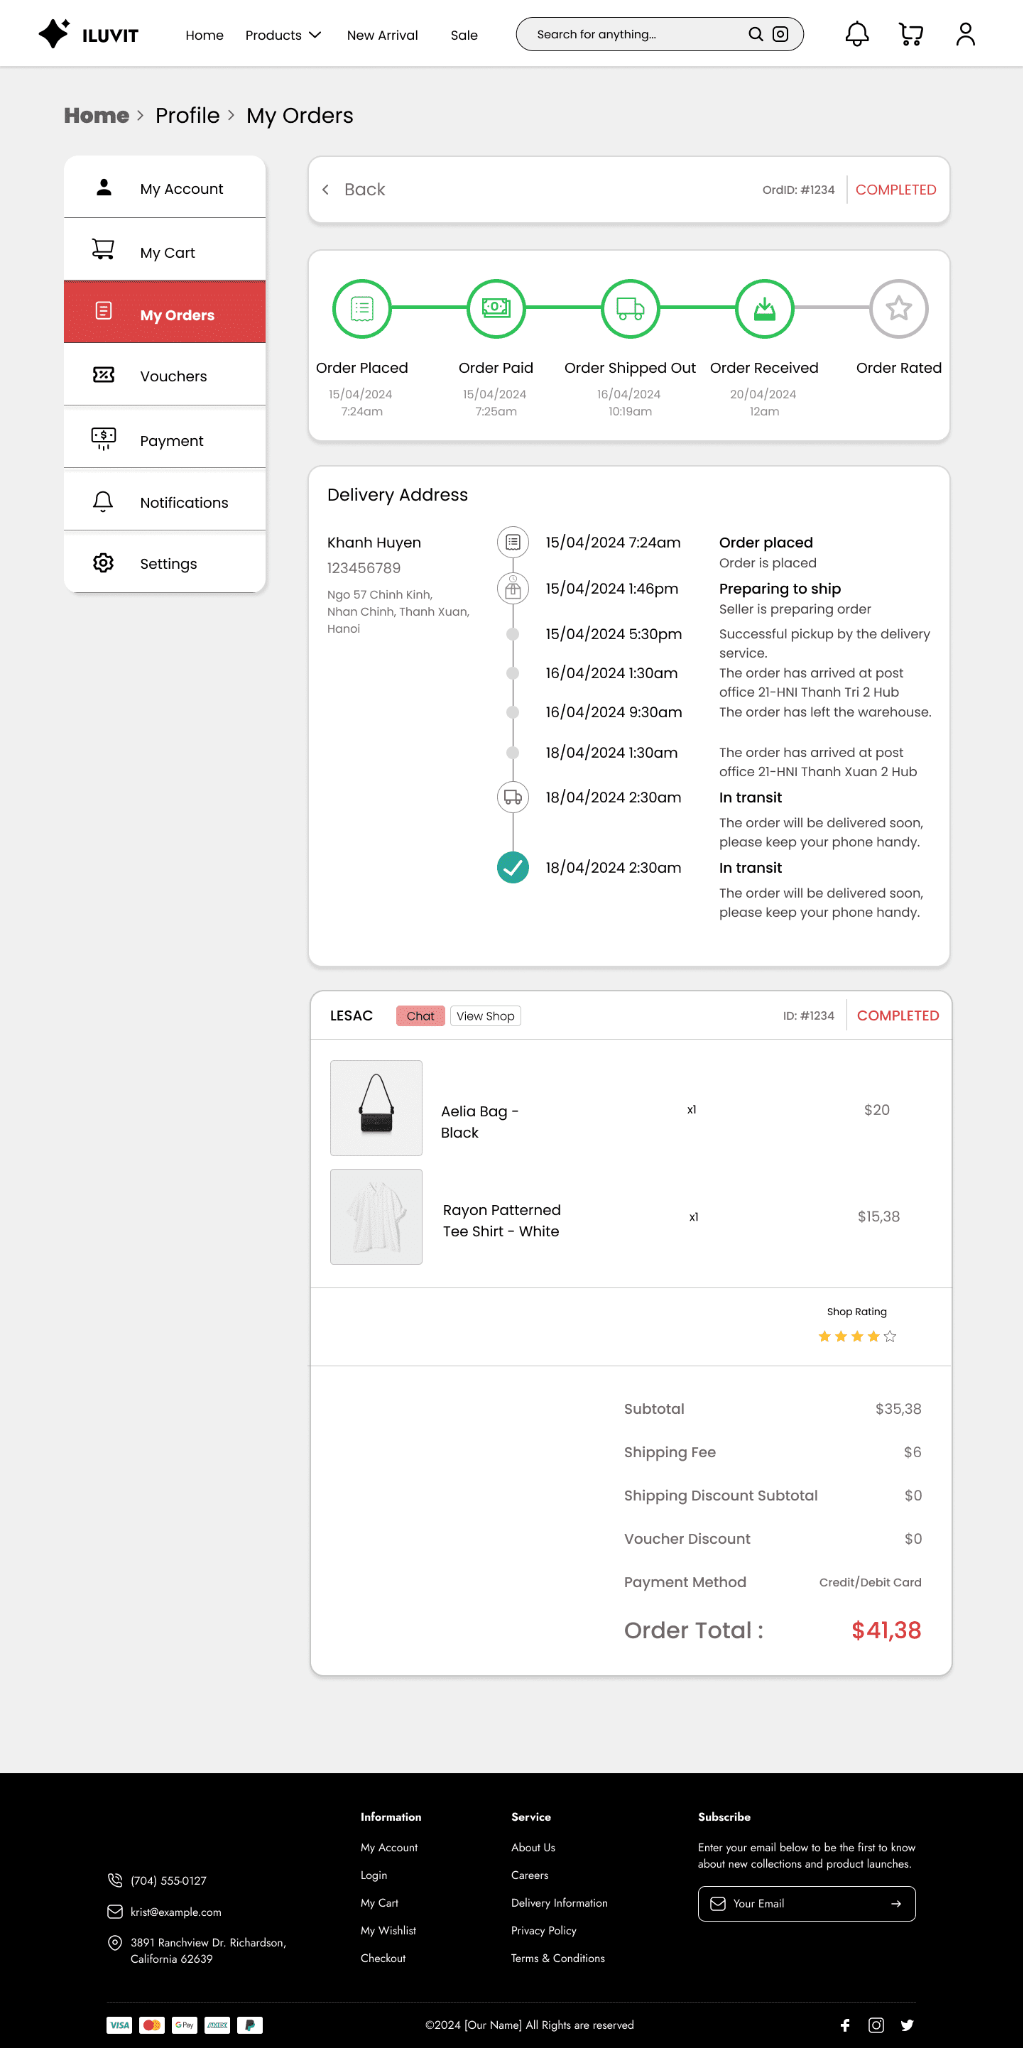 ILUVIT
Home
Products
New Arrival
Sale
Search for anything...
Home
Profile
My Orders
My Account
My Cart
My Orders
Vouchers
Payment
Notifications
Settings
Back
OrdID: #1234
COMPLETED
Order Placed
15/04/2024
7:24am
Order Paid
15/04/2024
7:25am
Order Shipped Out
16/04/2024
10:19am
Order Received
20/04/2024
12am
Order Rated
Delivery Address
Khanh Huyen
123456789
Ngo 57 Chinh Kinh,
Nhan Chinh, Thanh Xuan,
Hanoi
15/04/2024 7:24am
Order placed
Order is placed
15/04/2024 1:46pm
Preparing to ship
Seller is preparing order
15/04/2024 5:30pm
Successful pickup by the delivery
service.
16/04/2024 1:30am
The order has arrived at post
office 21-HNI Thanh Tri 2 Hub
16/04/2024 9:30am
The order has left the warehouse.
18/04/2024 1:30am
The order has arrived at post
office 21-HNI Thanh Xuan 2 Hub
18/04/2024 2:30am
In transit
The order will be delivered soon,
please keep your phone handy.
18/04/2024 2:30am
In transit
The order will be delivered soon,
please keep your phone handy.
LESAC
Chat
View Shop
ID: #1234
COMPLETED
Aelia Bag -
Black
x1
$20
Rayon Patterned
Tee Shirt - White
x1
$15,38
Shop Rating
Subtotal
$35,38
Shipping Fee
$6
Shipping Discount Subtotal
$0
Voucher Discount
$0
Payment Method
Credit/Debit Card
Order Total :
$41,38
(704) 555-0127
krist@example.com
3891 Ranchview Dr. Richardson,
California 62639
Information
My Account
Login
My Cart
My Wishlist
Checkout
Service
About Us
Careers
Delivery Information
Privacy Policy
Terms & Conditions
Subscribe
Enter your email below to be the first to know
about new collections and product launches.
Your Email
VISA
G Pay
©2024 [Our Name] All Rights are reserved